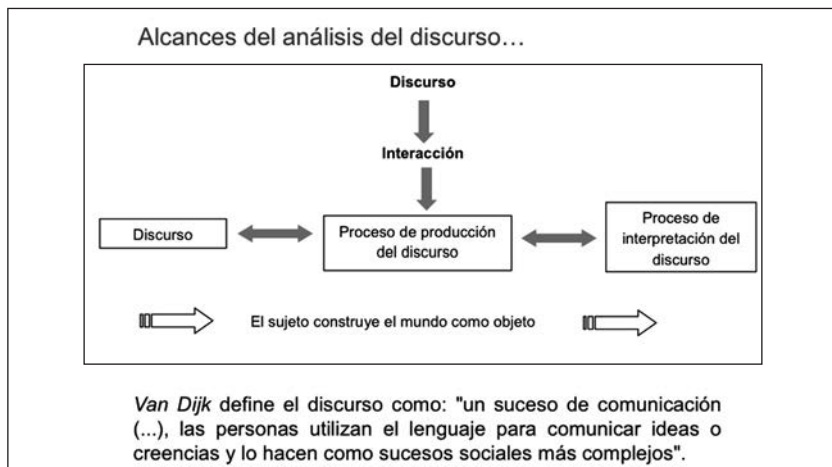 Alcances del análisis del discurso…
Discurso
Interacción
Discurso
Proceso de producción
del discurso
Proceso de
interpretación del
discurso
El sujeto construye el mundo como objeto
Van Dijk define el discurso como: "un suceso de comunicación
(...), las personas utilizan el lenguaje para comunicar ideas o
creencias y lo hacen como sucesos sociales más complejos".